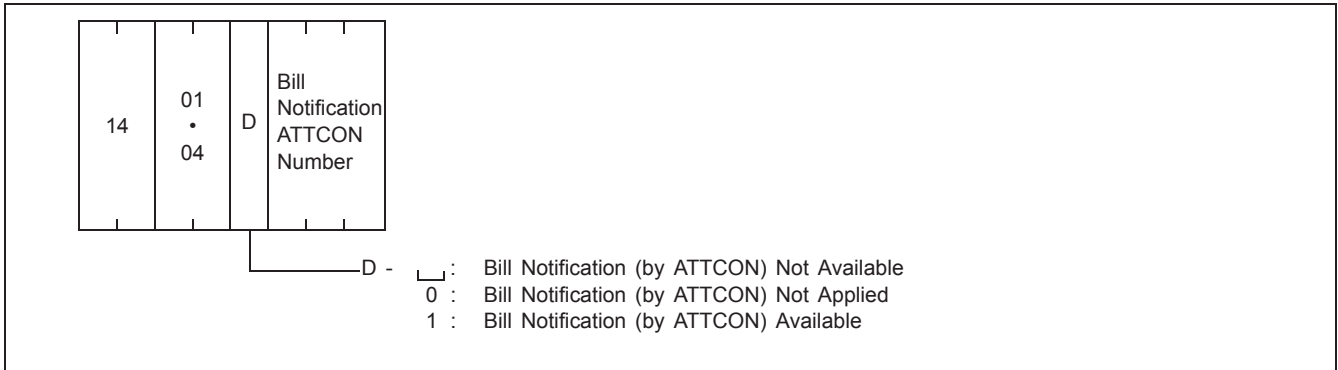 14
01
•
04
D
Bill
Notification
ATTCON
Number
D - : Bill Notification (by ATTCON) Not Available
0 : Bill Notification (by ATTCON) Not Applied
1 : Bill Notification (by ATTCON) Available